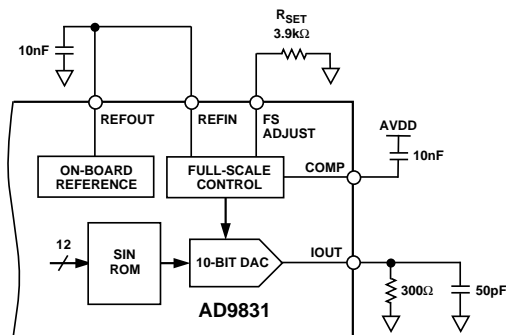 R_SET
3.9kΩ
10nF
REFOUT
REFIN
FS
ADJUST
AVDD
10nF
COMP
ON-BOARD
REFERENCE
FULL-SCALE
CONTROL
12
SIN
ROM
10-BIT DAC
IOUT
AD9831
300Ω
50pF